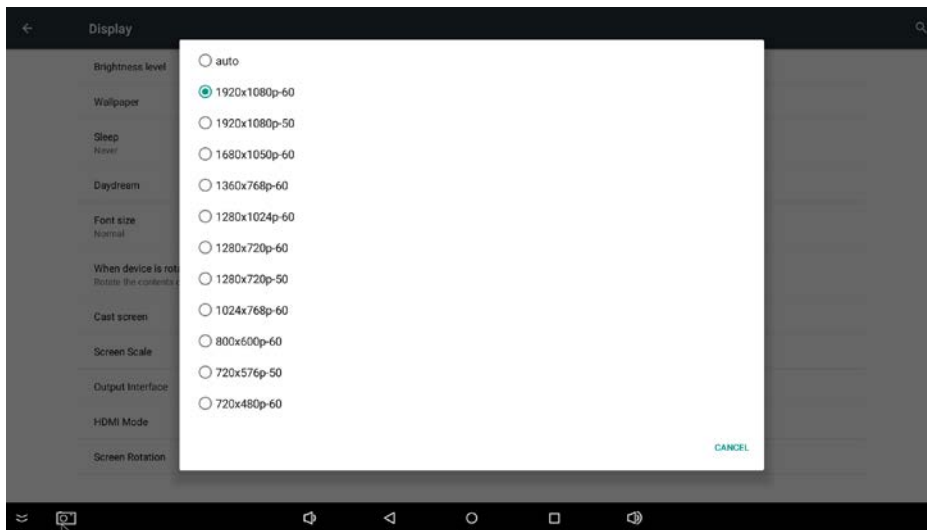 Display
Brightness level
Wallpaper
Sleep
Never
Daydream
Font size
Normal
When device is rota
Rotate the contents o
Cast screen
Screen Scale
Output Interface
HDMI Mode
Screen Rotation
auto
1920x1080p-60
1920x1080p-50
1680x1050p-60
1360x768p-60
1280x1024p-60
1280x720p-60
1280x720p-50
1024x768p-60
800x600p-60
720x576p-50
720x480p-60
CANCEL